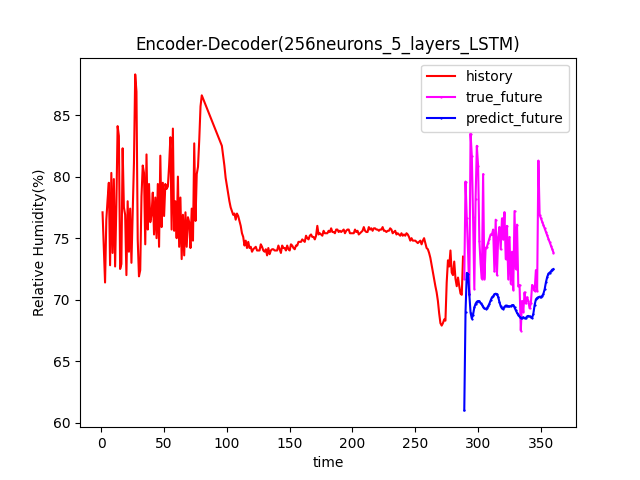 Encoder-Decoder(256neurons_5_layers_LSTM)
history
true_future
predict_future
Relative Humidity(%)
85
80
75
70
65
60
0 50 100 150 200 250 300 350
time